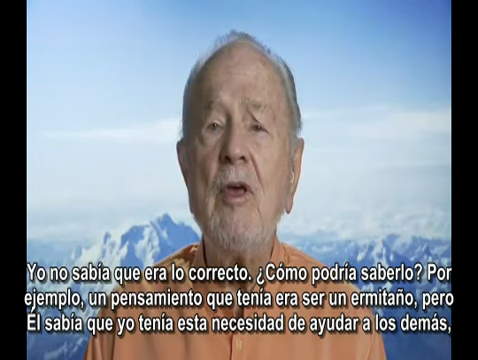 Yo no sabía que era lo correcto. ¿Cómo podría saberlo? Por
ejemplo, un pensamiento que tenía era ser un ermitaño, pero
Él sabía que yo tenía esta necesidad de ayudar a los demás,